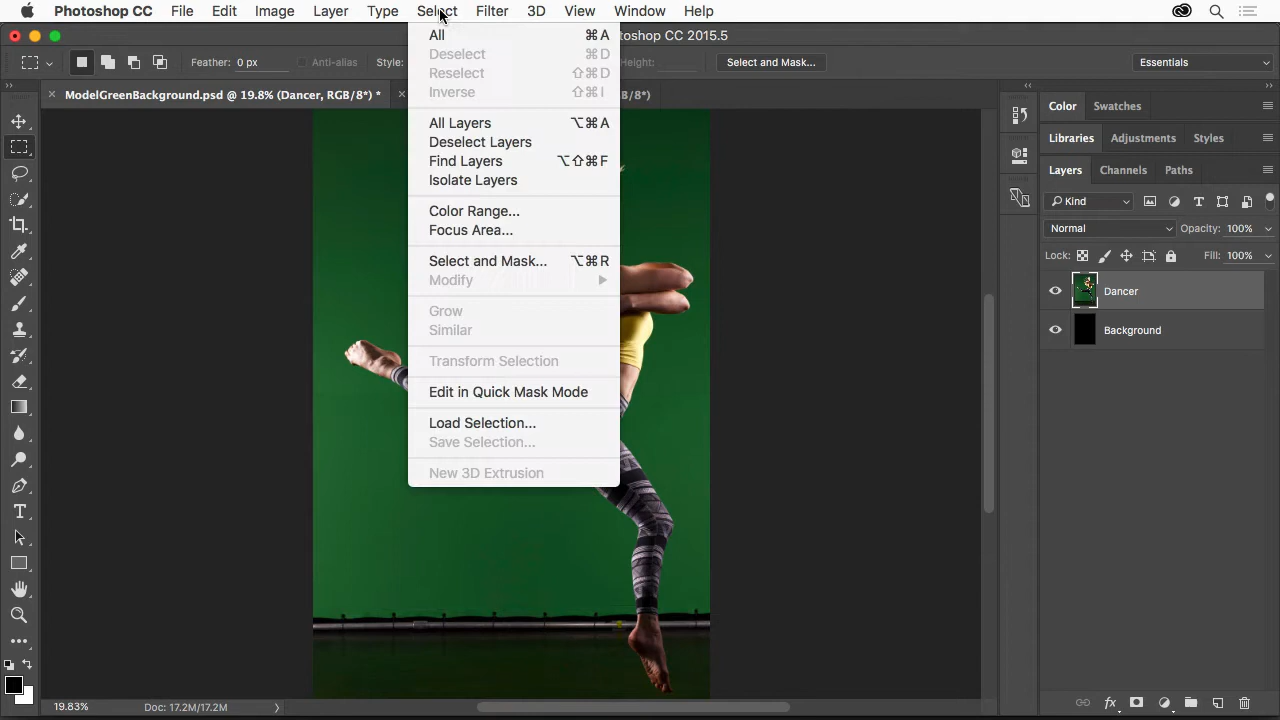 Photoshop CC File Edit Image Layer Type Select Filter 3D View Window Help
otoshop CC 2015.5
Feather: 0 px Anti-alias Style: Height: Select and Mask... Essentials
× ModelGreenBackground.psd @ 19.8% (Dancer, RGB/8*) * × B/8*)
All ⌘A
Deselect ⌘D
Reselect ⇧⌘D
Inverse ⇧⌘I
All Layers ⌥⌘A
Deselect Layers
Find Layers ⌥⇧⌘F
Isolate Layers
Color Range...
Focus Area...
Select and Mask... ⌥⌘R
Modify
Grow
Similar
Transform Selection
Edit in Quick Mask Mode
Load Selection...
Save Selection...
New 3D Extrusion
Color Swatches
Libraries Adjustments Styles
Layers Channels Paths
Kind
Normal Opacity: 100%
Lock: Fill: 100%
Dancer
Background
19.83% Doc: 17.2M/17.2M